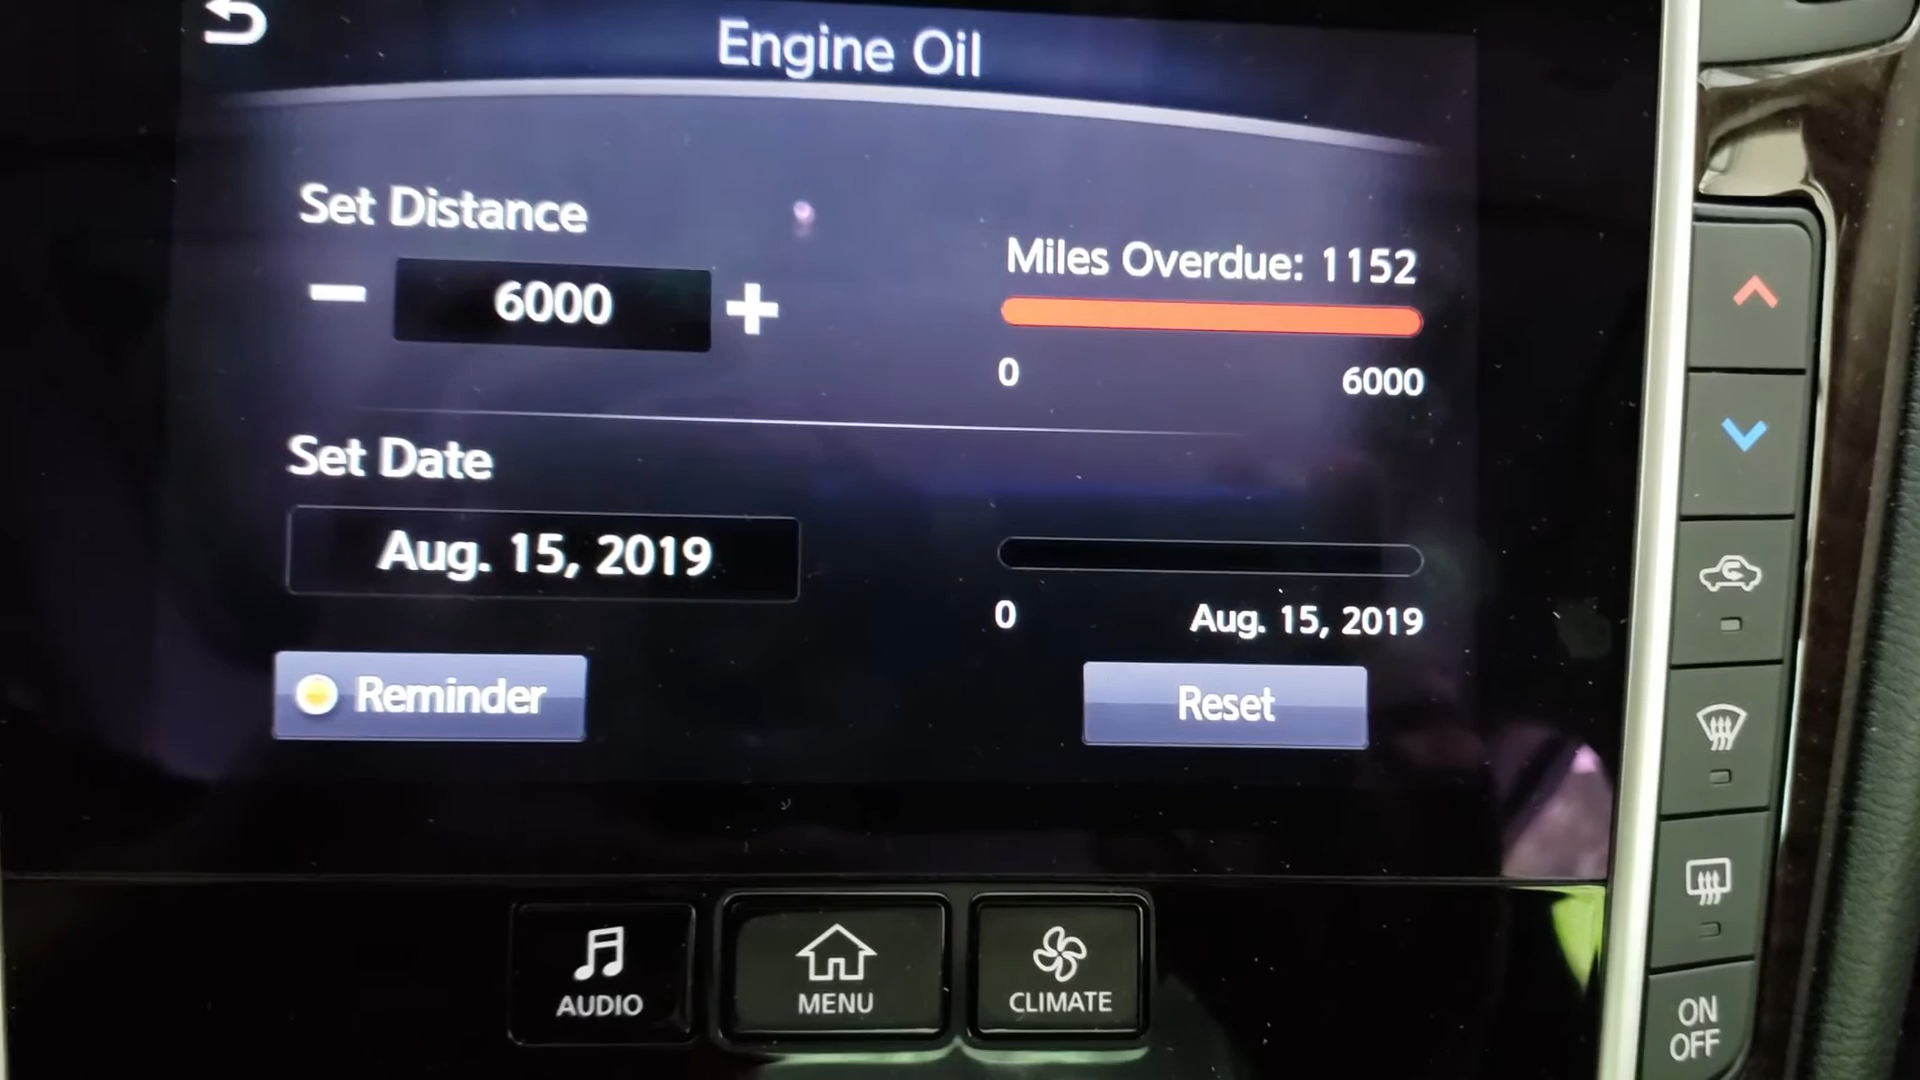 Engine Oil
Set Distance
6000
Miles Overdue: 1152
0
6000
Set Date
Aug. 15, 2019
0
Aug. 15, 2019
Reminder
Reset
AUDIO
MENU
CLIMATE
ON
OFF